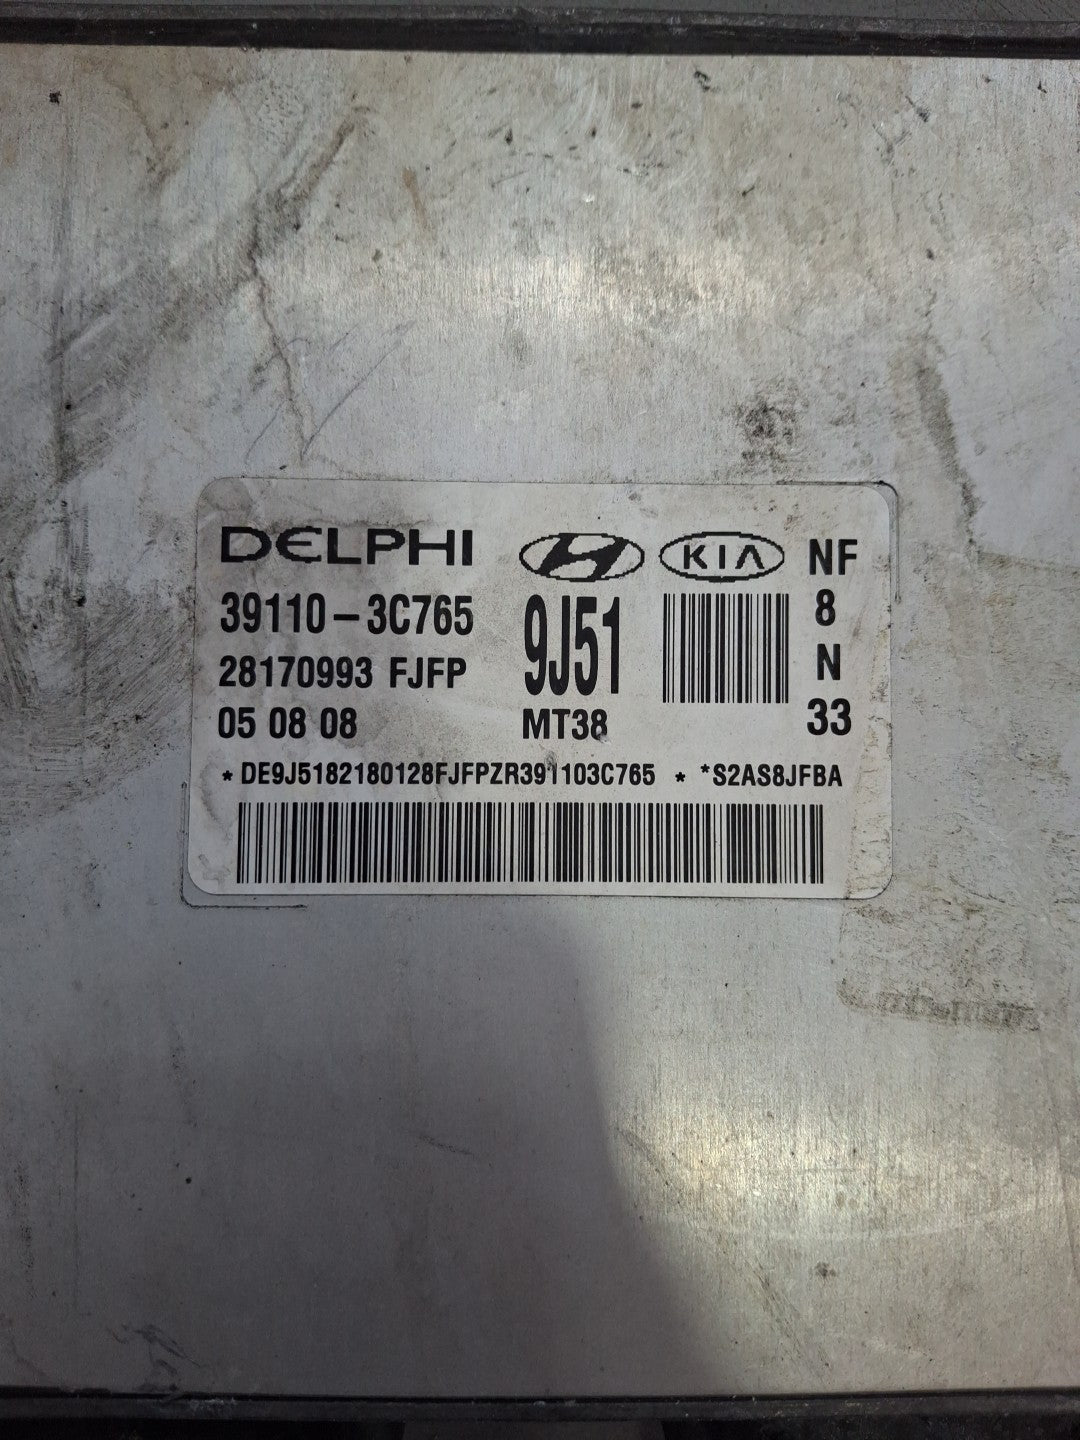 DELPHI KIA NF
39110-3C765 9J51 8
28170993 FJFP N
05 08 08 MT38 33
*DE9J5182180128FJFPZR391103C765 * *S2AS8JFBA